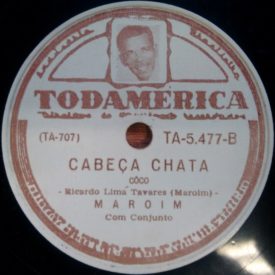 TODAMERICA
(TA-707)
TA-5.477-B
CABEÇA CHATA
CÔCO
- Ricardo Lima Tavares (Maroim) -
MAROIM
Com Conjunto